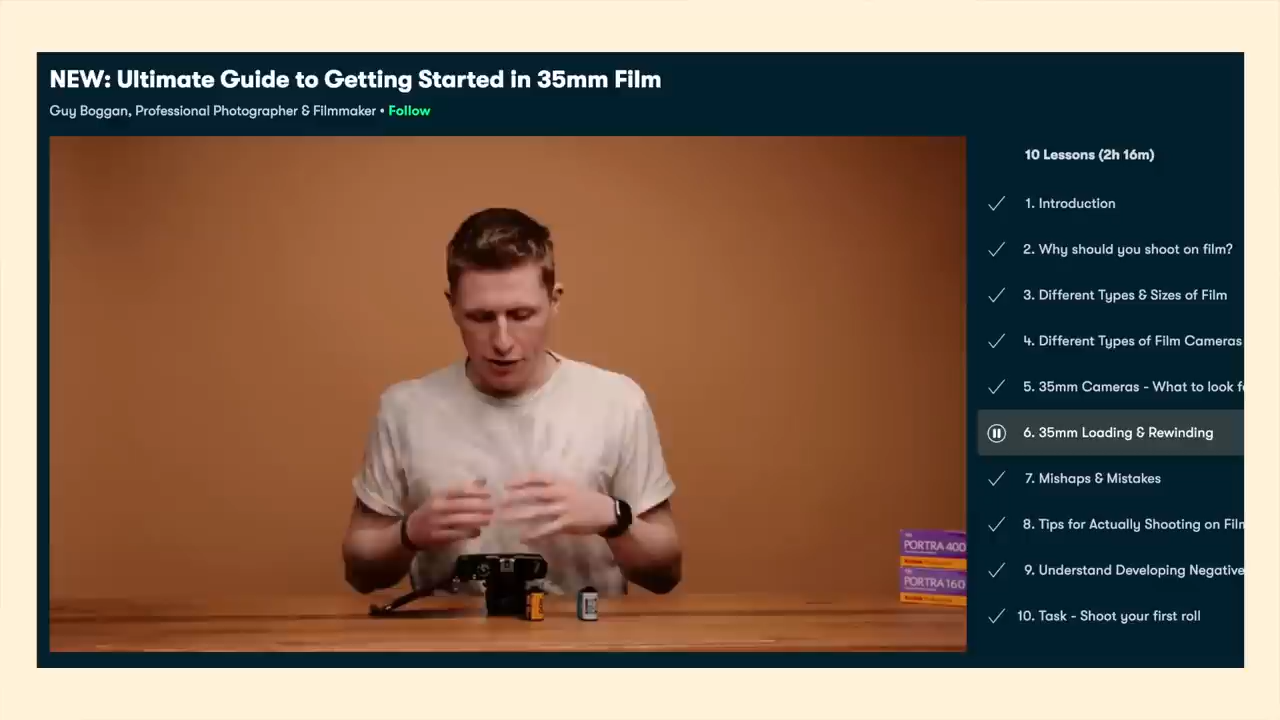 NEW: Ultimate Guide to Getting Started in 35mm Film
Guy Boggan, Professional Photographer & Filmmaker • Follow
10 Lessons (2h 16m)
1. Introduction
2. Why should you shoot on film?
3. Different Types & Sizes of Film
4. Different Types of Film Cameras
5. 35mm Cameras - What to look f
6. 35mm Loading & Rewinding
7. Mishaps & Mistakes
8. Tips for Actually Shooting on Film
9. Understand Developing Negative
10. Task - Shoot your first roll
PORTRA 400
PORTRA 160